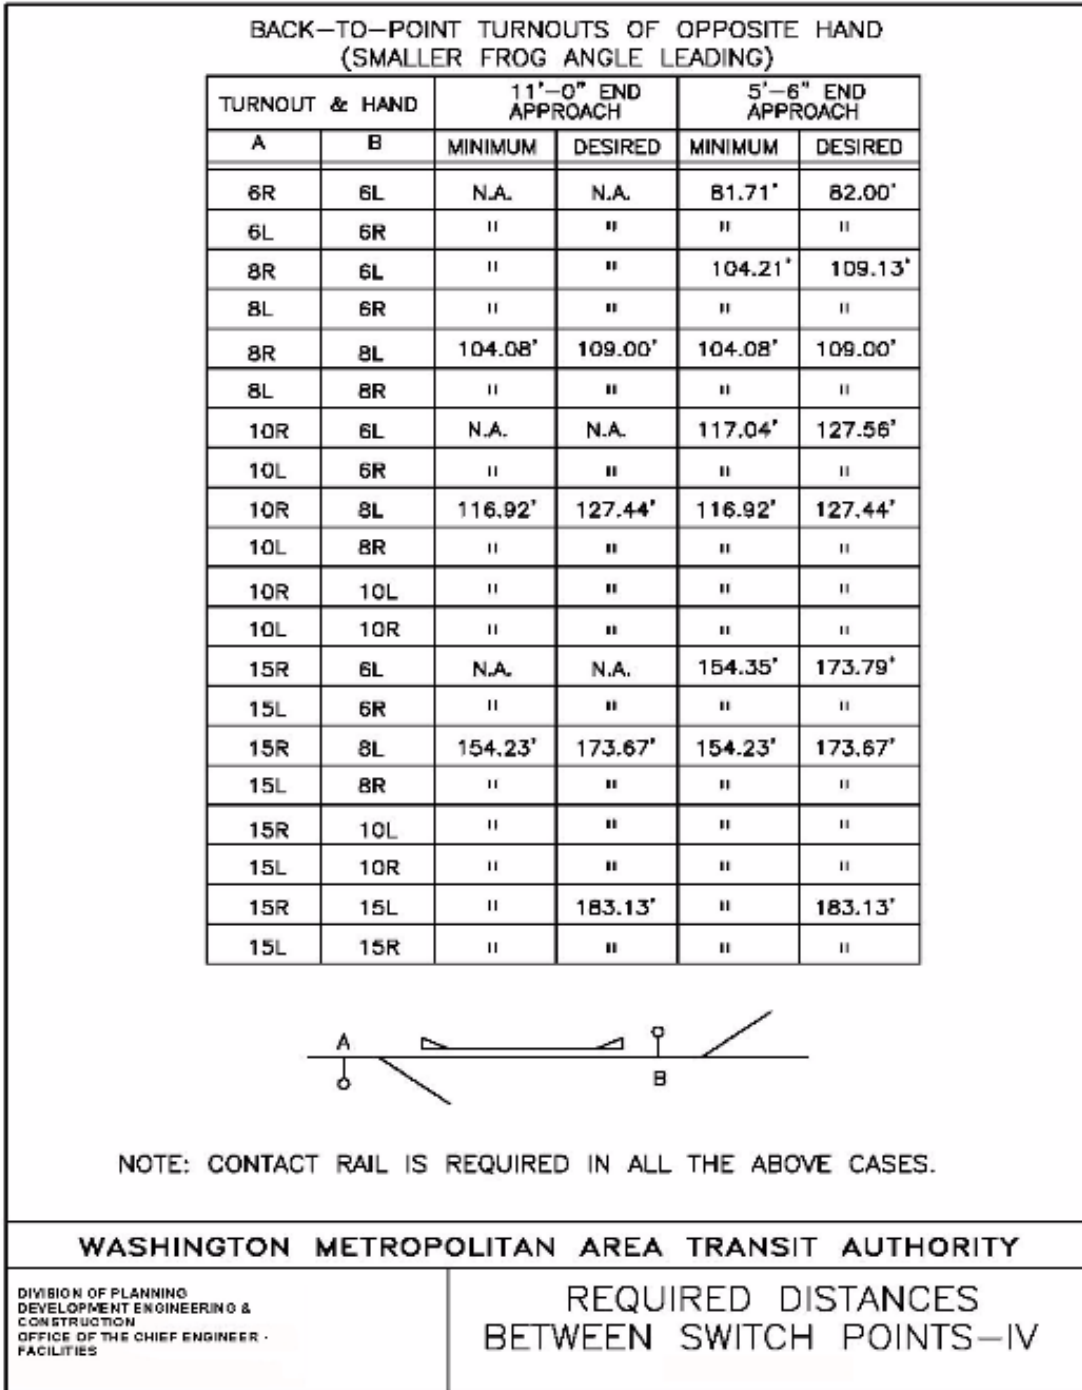 BACK-TO-POINT TURNOUTS OF OPPOSITE HAND
(SMALLER FROG ANGLE LEADING)
TURNOUT & HAND 11'-0" END APPROACH 5'-6" END APPROACH
A B MINIMUM DESIRED MINIMUM DESIRED
6R 6L N.A. N.A. 81.71' 82.00'
6L 6R " " " "
8R 6L " " 104.21' 109.13'
8L 6R " " " "
8R 8L 104.08' 109.00' 104.08' 109.00'
8L 8R " " " "
10R 6L N.A. N.A. 117.04' 127.56'
10L 6R " " " "
10R 8L 116.92' 127.44' 116.92' 127.44'
10L 8R " " " "
10R 10L " " " "
10L 10R " " " "
15R 6L N.A. N.A. 154.35' 173.79'
15L 6R " " " "
15R 8L 154.23' 173.67' 154.23' 173.67'
15L 8R " " " "
15R 10L " " " "
15L 10R " " " "
15R 15L " 183.13' " 183.13'
15L 15R " " " "
A
B
NOTE: CONTACT RAIL IS REQUIRED IN ALL THE ABOVE CASES.
WASHINGTON METROPOLITAN AREA TRANSIT AUTHORITY
DIVISION OF PLANNING
DEVELOPMENT ENGINEERING &
CONSTRUCTION
OFFICE OF THE CHIEF ENGINEER -
FACILITIES
REQUIRED DISTANCES
BETWEEN SWITCH POINTS-IV